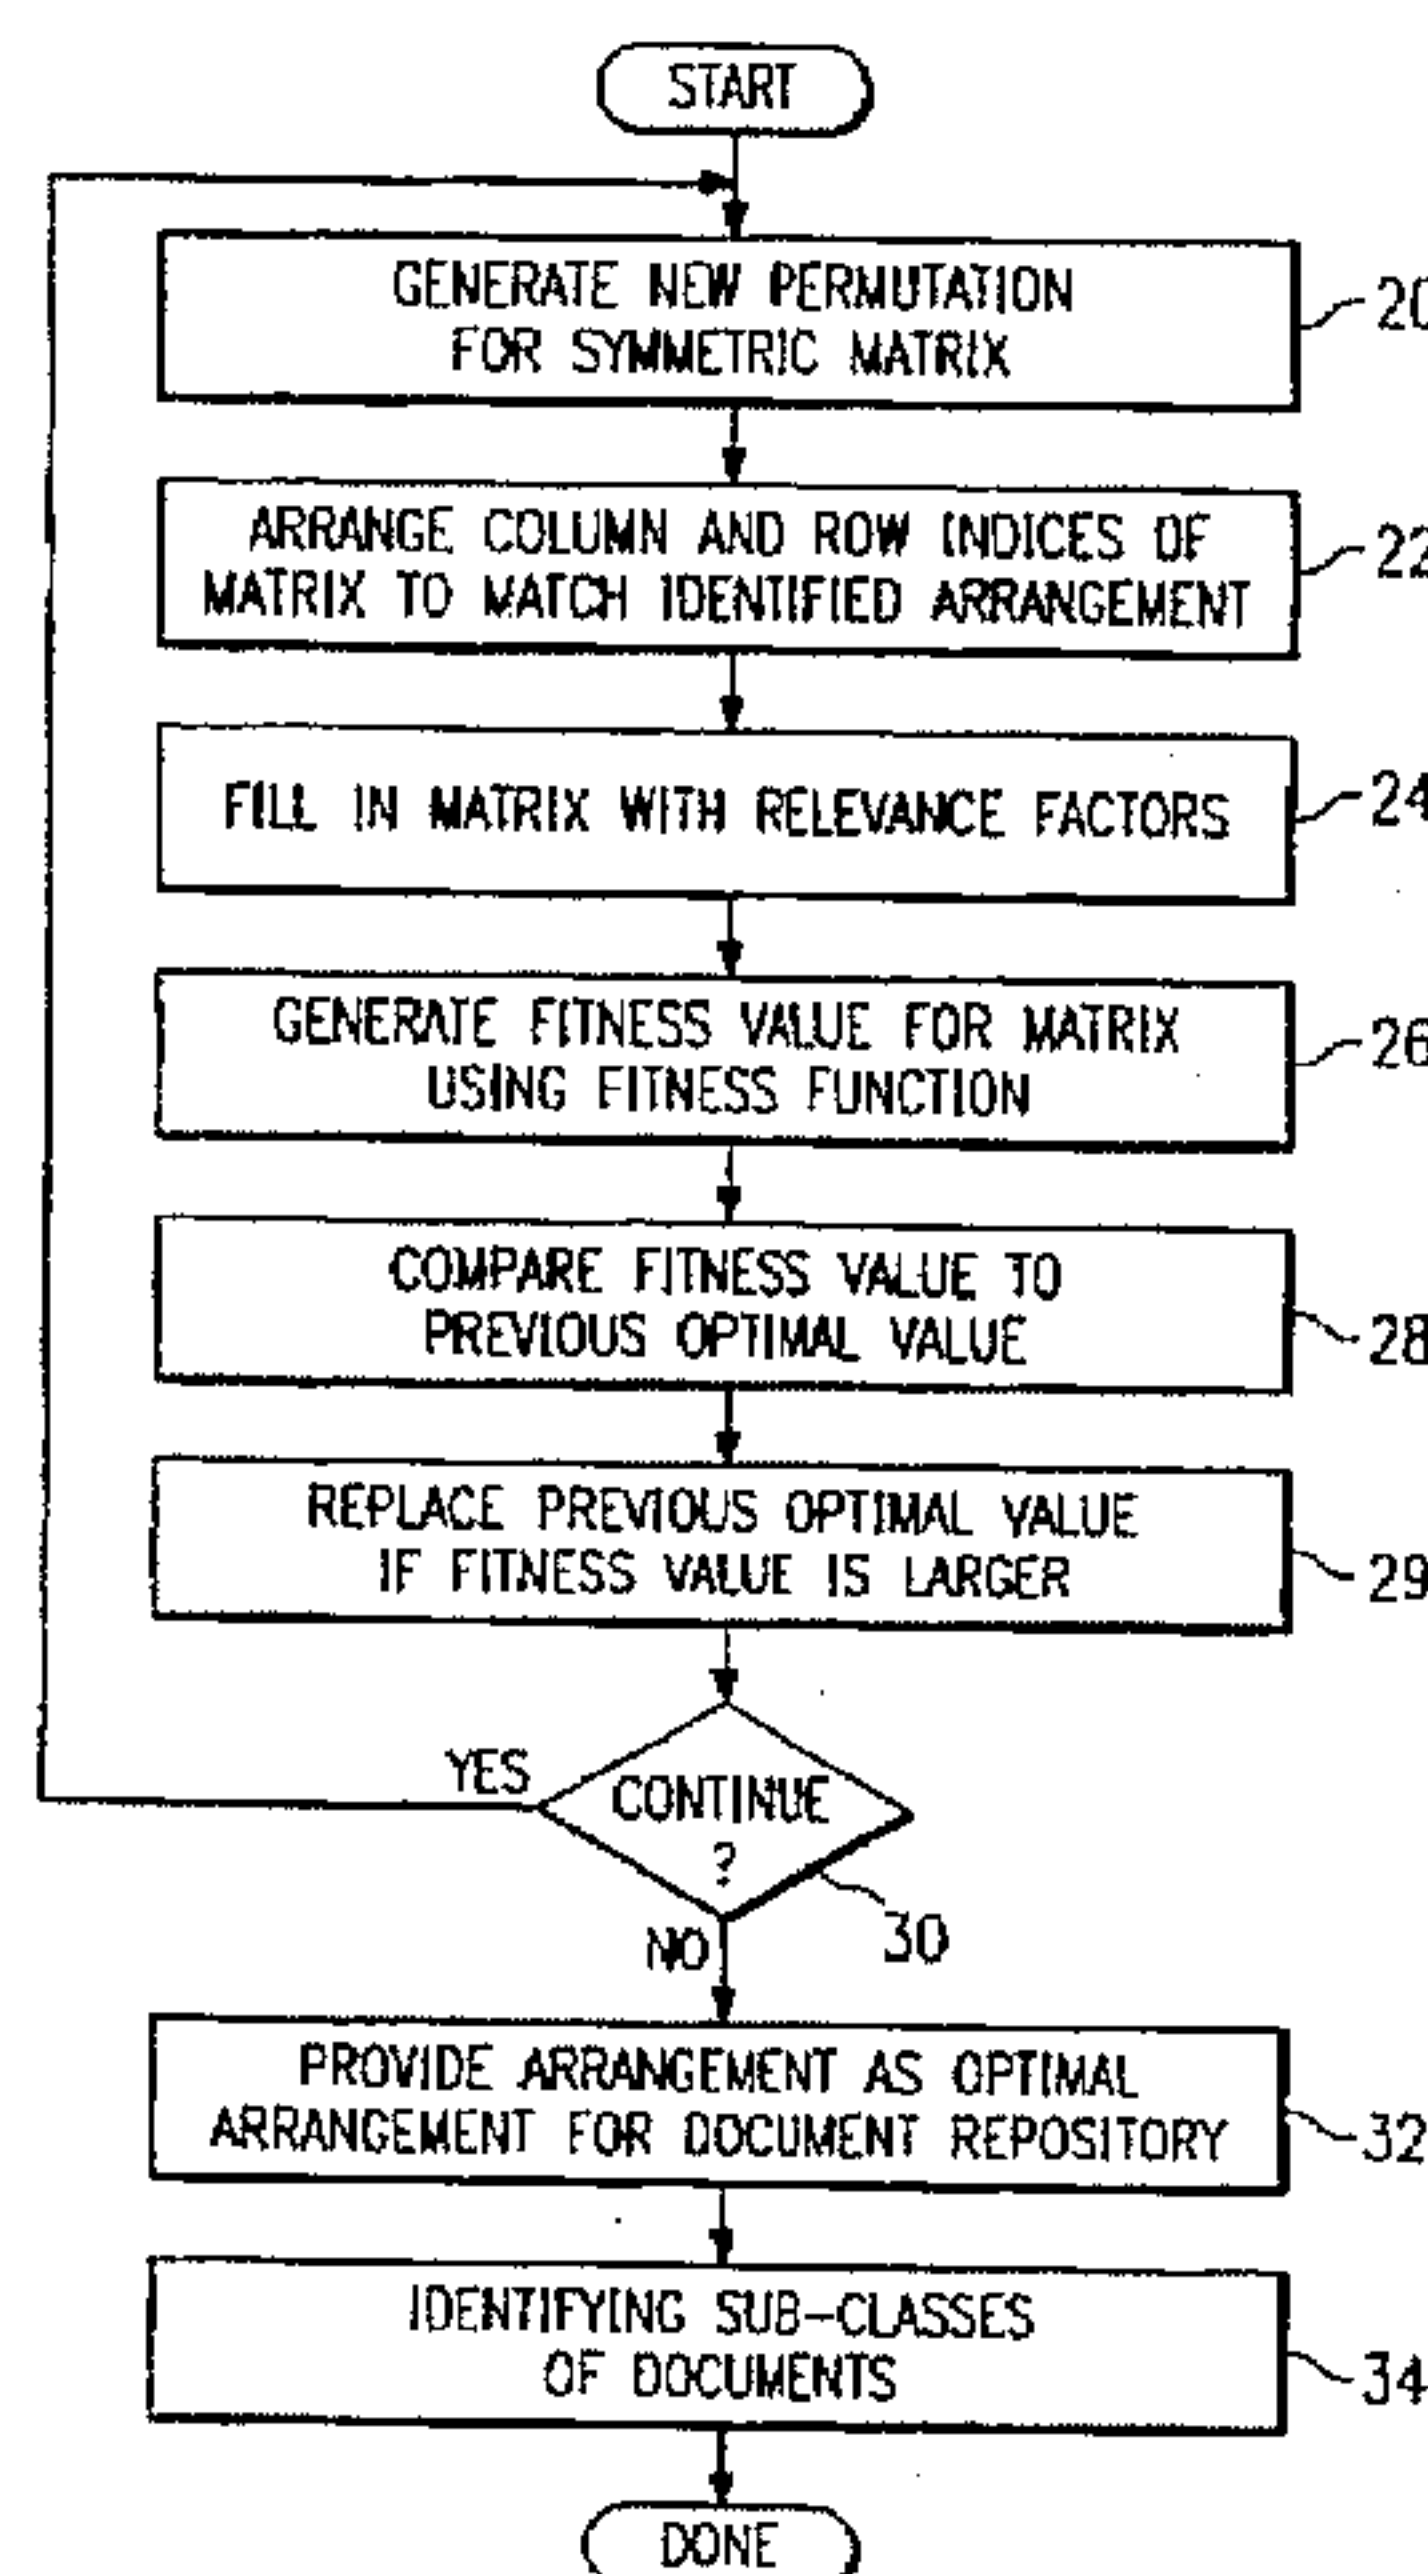 START
GENERATE NEW PERMUTATION
FOR SYMMETRIC MATRIX
20
ARRANGE COLUMN AND ROW INDICES OF
MATRIX TO MATCH IDENTIFIED ARRANGEMENT
22
FILL IN MATRIX WITH RELEVANCE FACTORS
24
GENERATE FITNESS VALUE FOR MATRIX
USING FITNESS FUNCTION
26
COMPARE FITNESS VALUE TO
PREVIOUS OPTIMAL VALUE
28
REPLACE PREVIOUS OPTIMAL VALUE
IF FITNESS VALUE IS LARGER
29
YES
CONTINUE
?
30
NO
PROVIDE ARRANGEMENT AS OPTIMAL
ARRANGEMENT FOR DOCUMENT REPOSITORY
32
IDENTIFYING SUB-CLASSES
OF DOCUMENTS
34
DONE